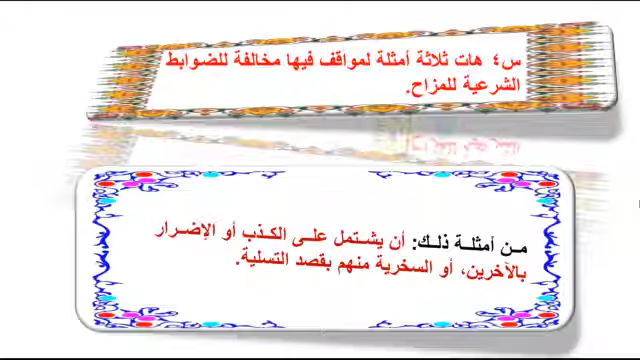 س٤ هات ثلاثة أمثلة لمواقف فيها مخالفة للضوابط
الشرعية للمزاح.
من أمثلة ذلك: أن يشتمل على الكذب أو الإضرار
بالآخرين، أو السخرية منهم بقصد التسلية.